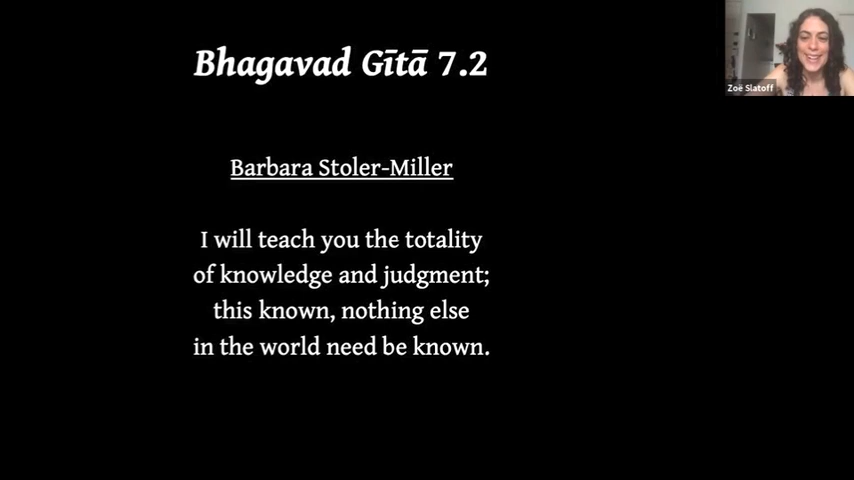 Bhagavad Gītā 7.2
Zoë Slatoff
Barbara Stoler-Miller
I will teach you the totality
of knowledge and judgment;
this known, nothing else
in the world need be known.